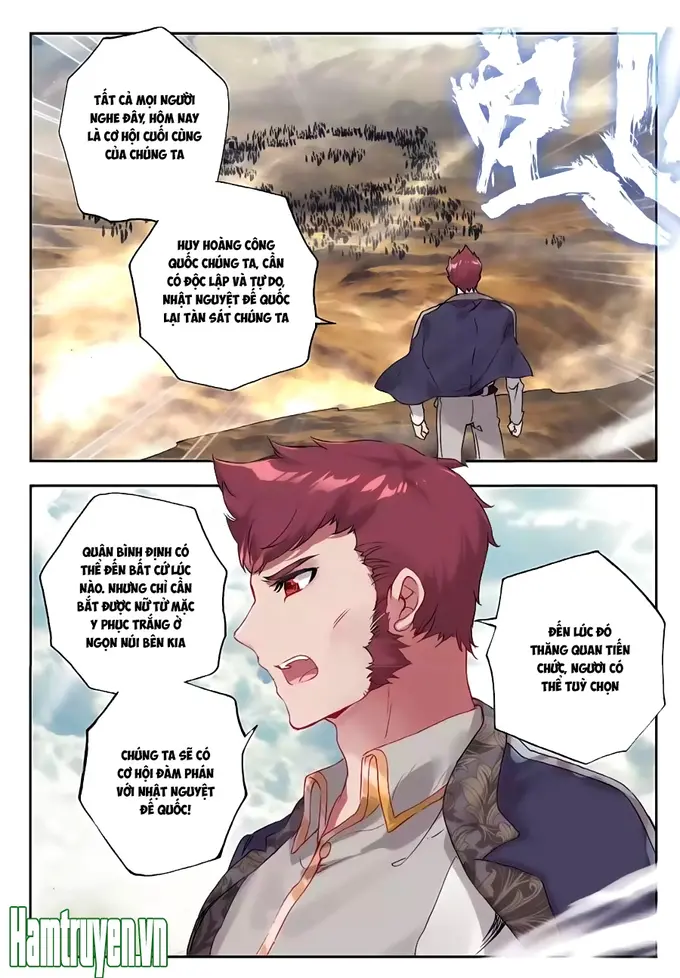 TẤT CẢ MỌI NGƯỜI
NGHE ĐÂY, HÔM NAY
LÀ CƠ HỘI CUỐI CÙNG
CỦA CHÚNG TA
HUY HOÀNG CÔNG
QUỐC CHÚNG TA, CẦN
CÓ ĐỘC LẬP VÀ TỰ DO,
NHẬT NGUYỆT ĐẾ QUỐC
LẠI TÀN SÁT CHÚNG TA
QUÂN BÌNH ĐỊNH CÓ
THỂ ĐẾN BẤT CỨ LÚC
NÀO. NHƯNG CHỈ CẦN
BẮT ĐƯỢC NỮ TỬ MẶC
Y PHỤC TRẮNG Ở
NGỌN NÚI BÊN KIA
ĐẾN LÚC ĐÓ
THĂNG QUAN TIẾN
CHỨC, NGƯƠI CÓ
THỂ TUỲ CHỌN
CHÚNG TA SẼ CÓ
CƠ HỘI ĐÀM PHÁN
VỚI NHẬT NGUYỆT
ĐẾ QUỐC!
Hamtruyen.vn